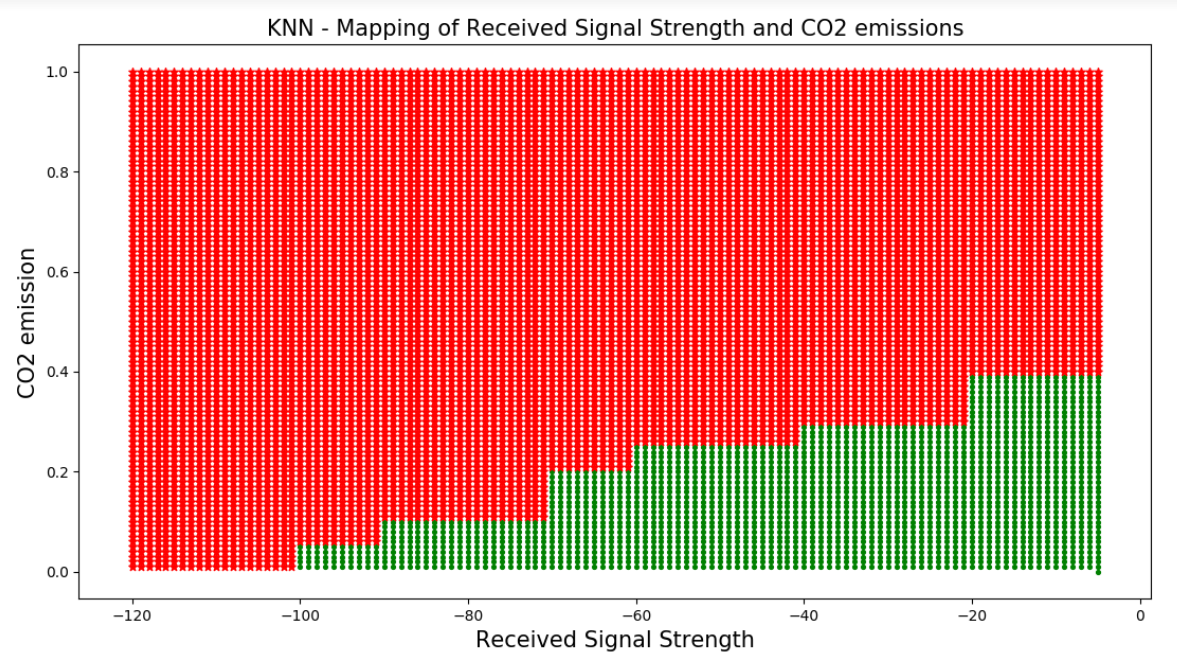 KNN - Mapping of Received Signal Strength and CO2 emissions
1.0
0.8
0.6
0.4
0.2
0.0
CO2 emission
−120 −100 −80 −60 −40 −20 0
Received Signal Strength